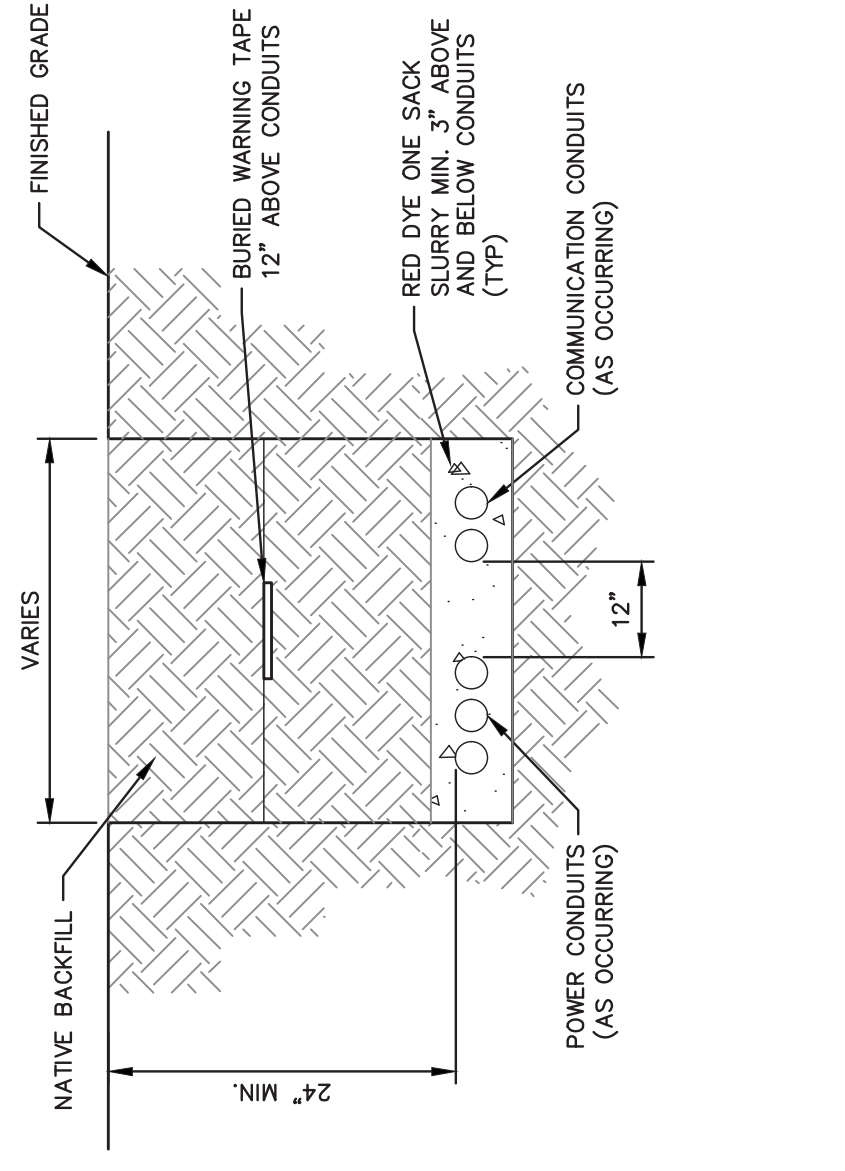 FINISHED GRADE
BURIED WARNING TAPE
12" ABOVE CONDUITS
RED DYE ONE SACK
SLURRY MIN. 3" ABOVE
AND BELOW CONDUITS
(TYP)
COMMUNICATION CONDUITS
(AS OCCURRING)
VARIES
12"
NATIVE BACKFILL
24" MIN.
POWER CONDUITS
(AS OCCURRING)